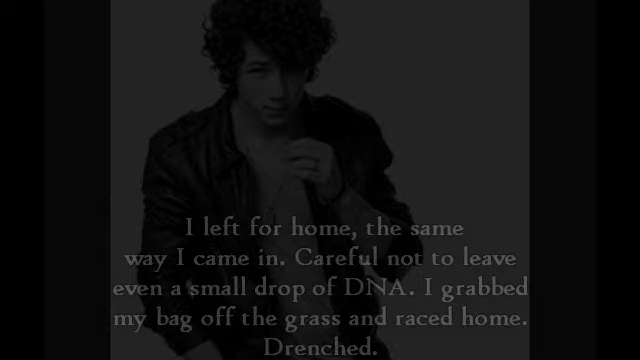 I left for home, the same
way I came in. Careful not to leave
even a small drop of DNA. I grabbed
my bag off the grass and raced home.
Drenched.